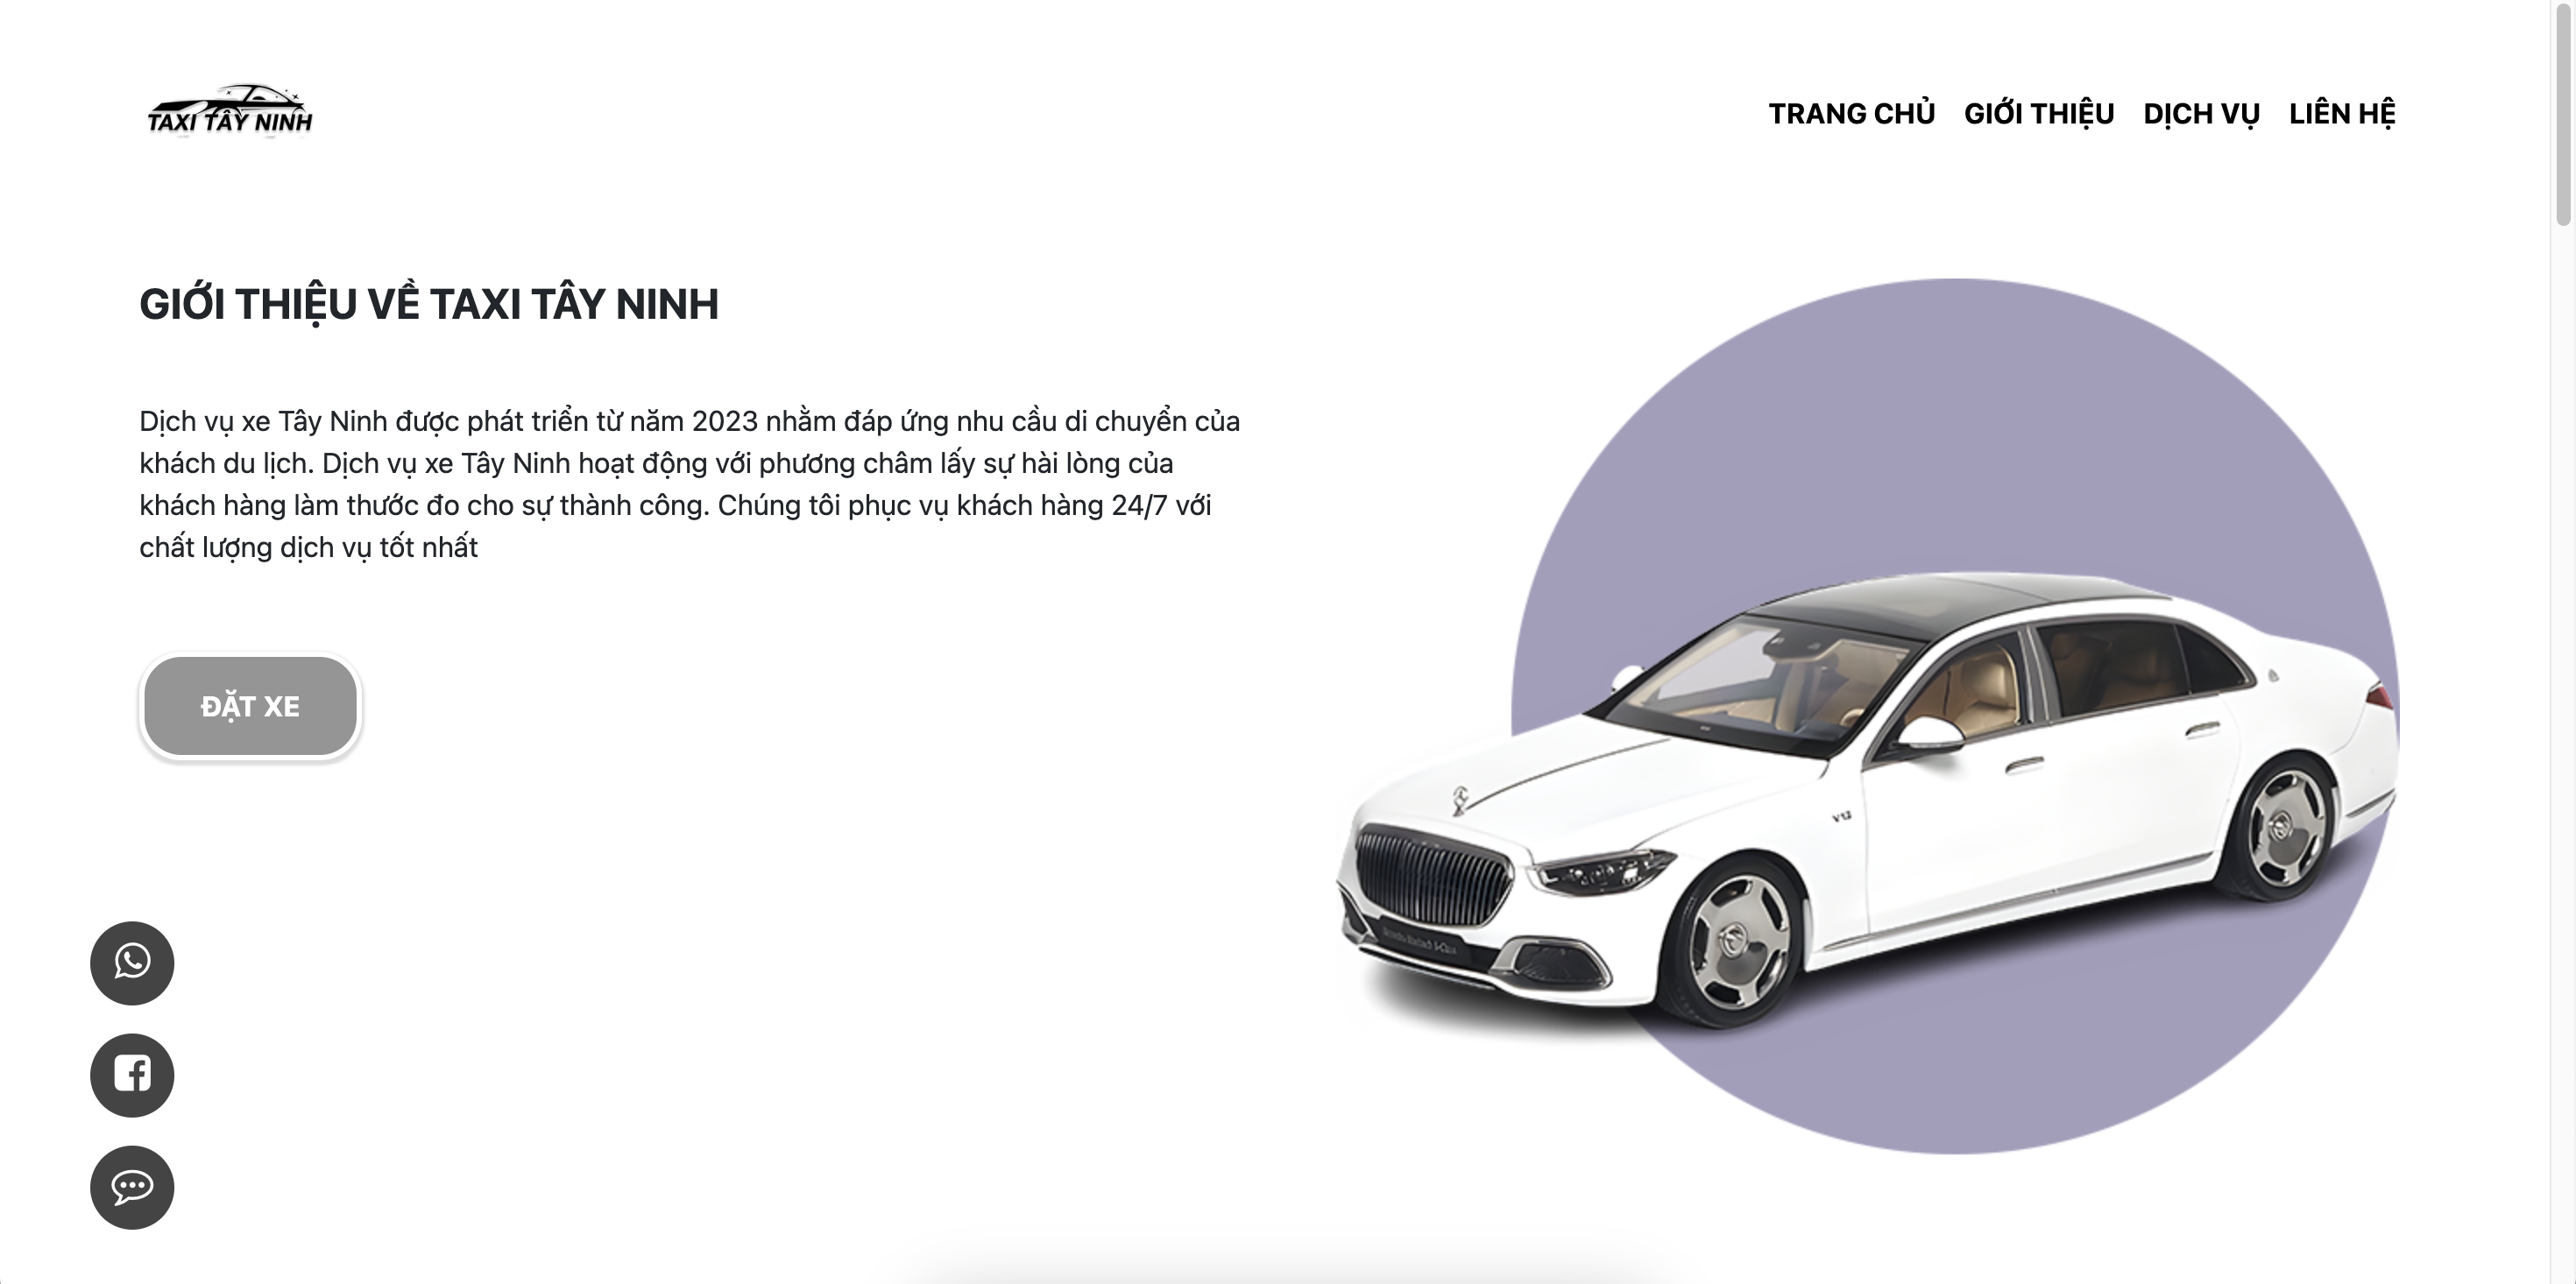 TAXI TÂY NINH
TRANG CHỦ GIỚI THIỆU DỊCH VỤ LIÊN HỆ
GIỚI THIỆU VỀ TAXI TÂY NINH
Dịch vụ xe Tây Ninh được phát triển từ năm 2023 nhằm đáp ứng nhu cầu di chuyển của
khách du lịch. Dịch vụ xe Tây Ninh hoạt động với phương châm lấy sự hài lòng của
khách hàng làm thước đo cho sự thành công. Chúng tôi phục vụ khách hàng 24/7 với
chất lượng dịch vụ tốt nhất
ĐẶT XE
V12